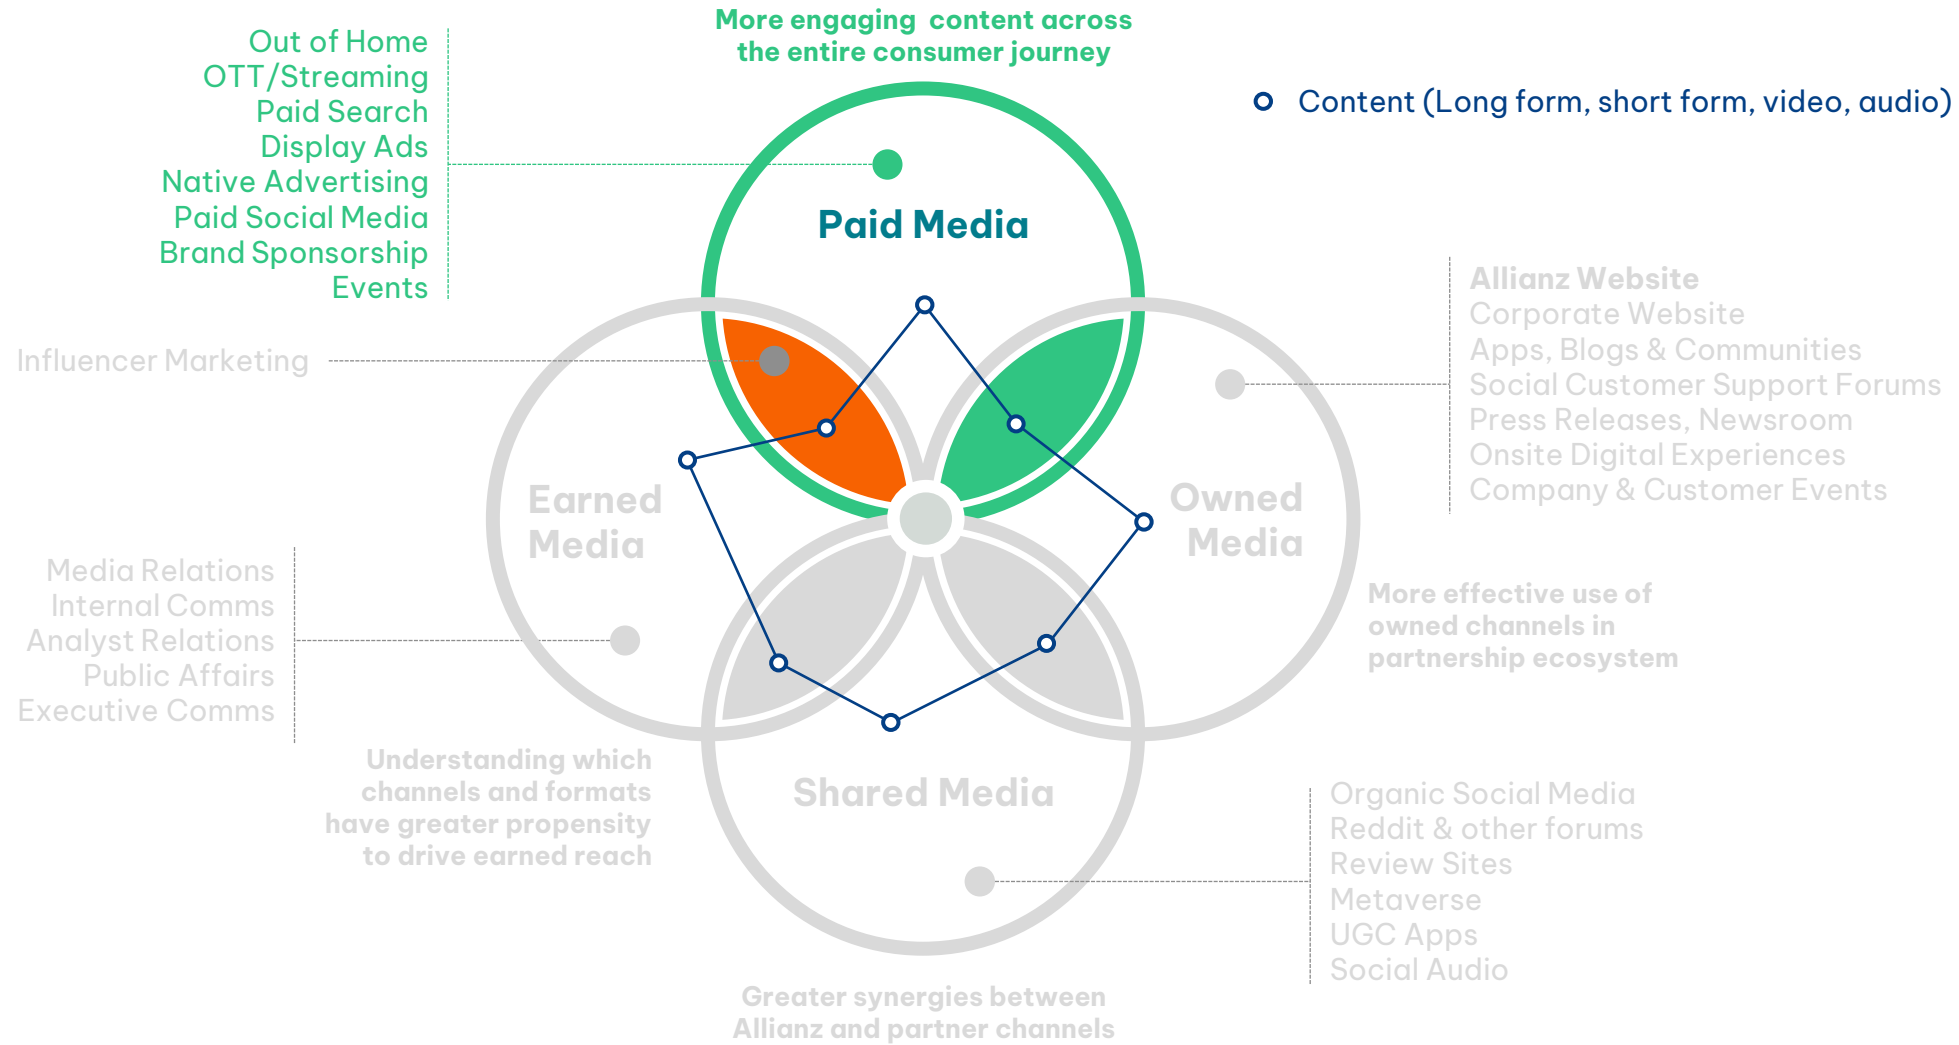 More engaging  content across
the entire consumer journey
Out of Home
OTT/Streaming
Paid Search
Display Ads
Native Advertising
Paid Social Media
Brand Sponsorship
Events
Content (Long form, short form, video, audio)
Paid Media
Influencer Marketing
Allianz Website
Corporate Website
Apps, Blogs & Communities
Social Customer Support Forums
Press Releases, Newsroom
Onsite Digital Experiences
Company & Customer Events
Earned
Media
Owned
Media
Media Relations
Internal Comms
Analyst Relations
Public Affairs
Executive Comms
More effective use of
owned channels in
partnership ecosystem
Understanding which
channels and formats
have greater propensity
to drive earned reach
Shared Media
Organic Social Media
Reddit & other forums
Review Sites
Metaverse
UGC Apps
Social Audio
Greater synergies between
Allianz and partner channels